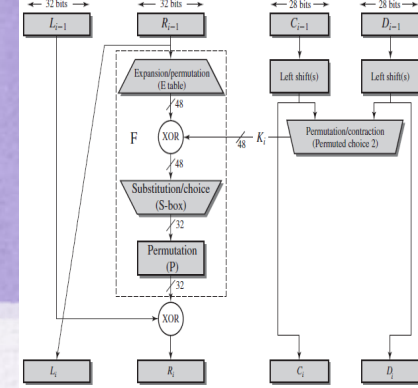 32 bits 32 bits 28 bits 28 bits
Lᵢ₋₁ Rᵢ₋₁ Cᵢ₋₁ Dᵢ₋₁
Expansion/permutation
(E table)
Left shift(s) Left shift(s)
48
F XOR 48 Kᵢ
Permutation/contraction
(Permuted choice 2)
48
Substitution/choice
(S-box)
32
Permutation
(P)
32
XOR
Lᵢ Rᵢ Cᵢ Dᵢ